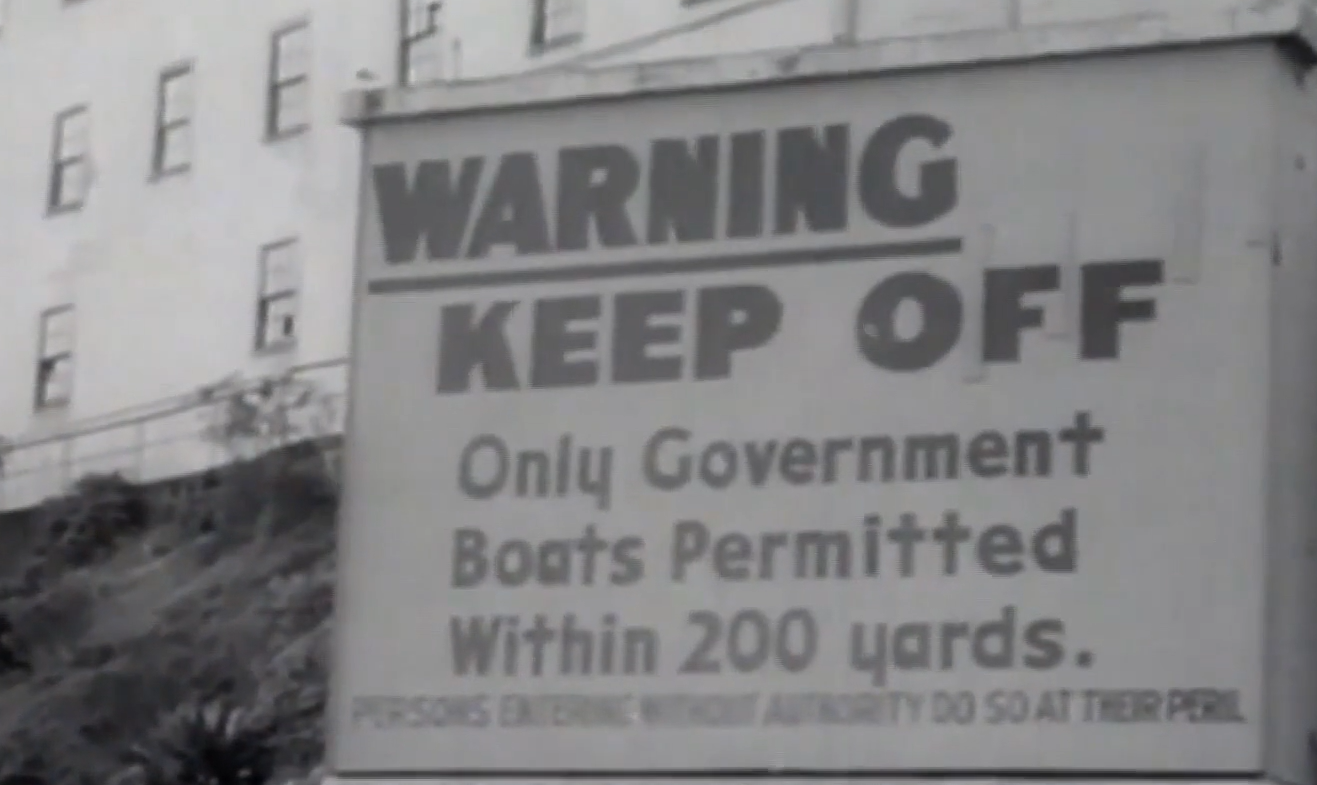 WARNING
KEEP OFF
Only Government
Boats Permitted
Within 200 yards.
PERSONS ENTERING WITHOUT AUTHORITY DO SO AT THEIR PERIL